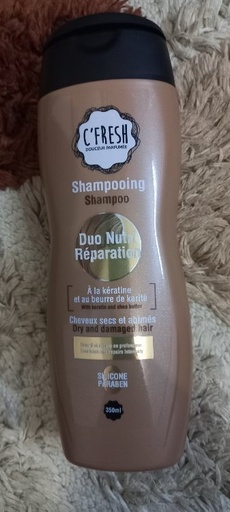 C'FRESH
DOUCEUR PARFUMÉE
Shampooing
Shampoo
Duo Nutri
Réparation
À la kératine
et au beurre de karité
With keratin and shea butter
Cheveux secs et abîmés
Dry and damaged hair
SILICONE
PARABEN
350ml